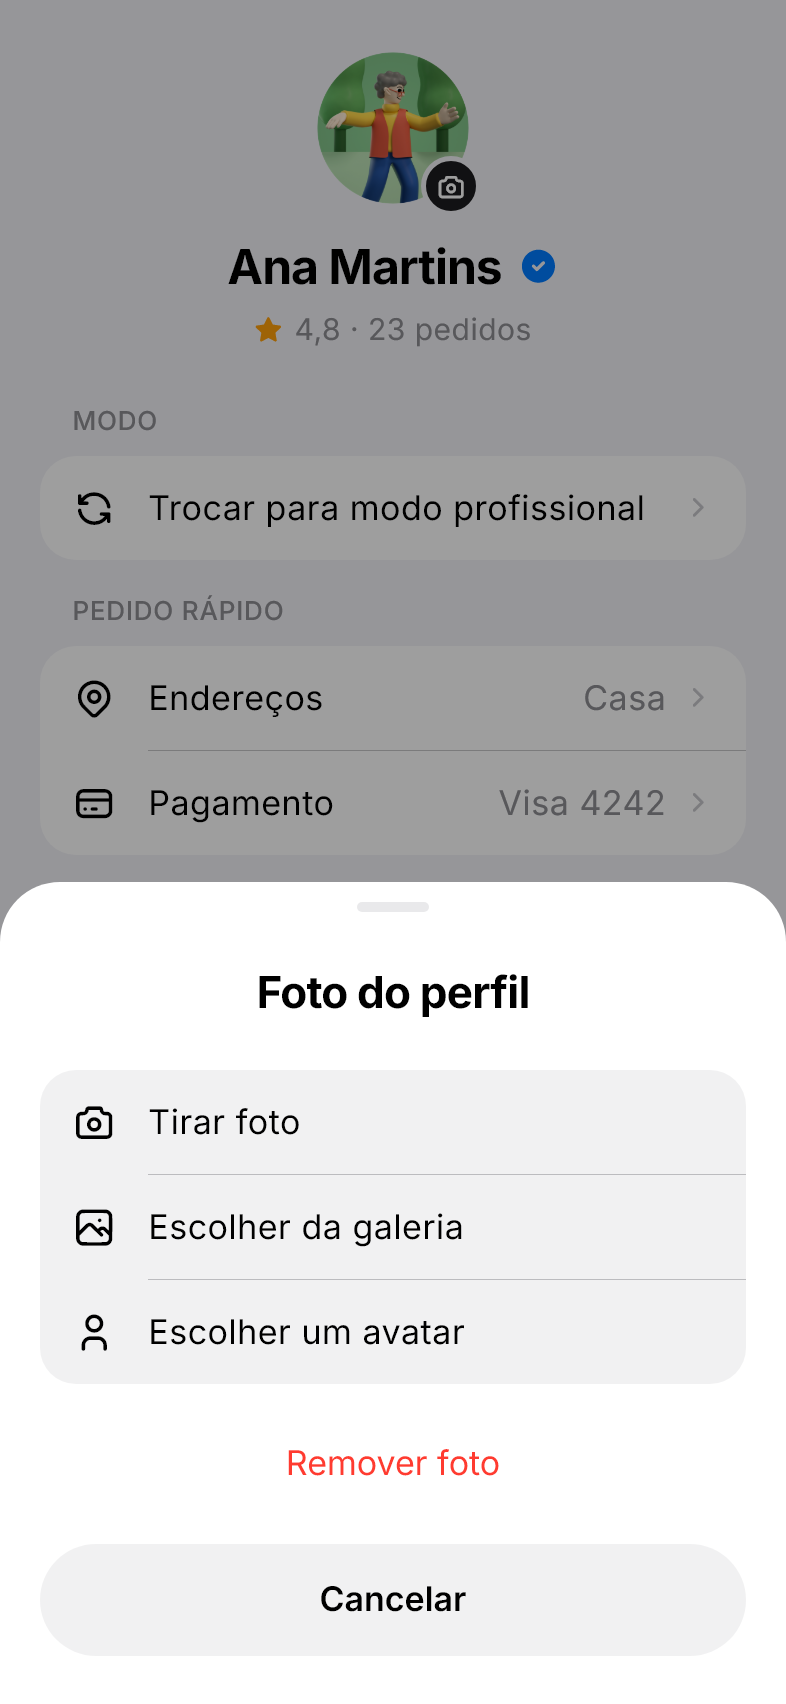 Ana Martins
4,8 · 23 pedidos
MODO
Trocar para modo profissional
PEDIDO RÁPIDO
Endereços Casa
Pagamento Visa 4242
Foto do perfil
Tirar foto
Escolher da galeria
Escolher um avatar
Remover foto
Cancelar